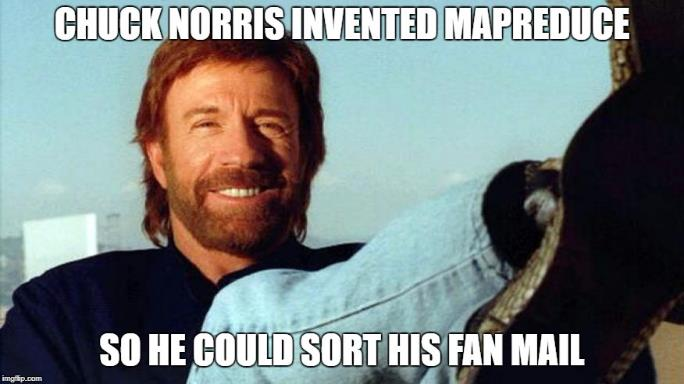 CHUCK NORRIS INVENTED MAPREDUCE
SO HE COULD SORT HIS FAN MAIL
imgflip.com